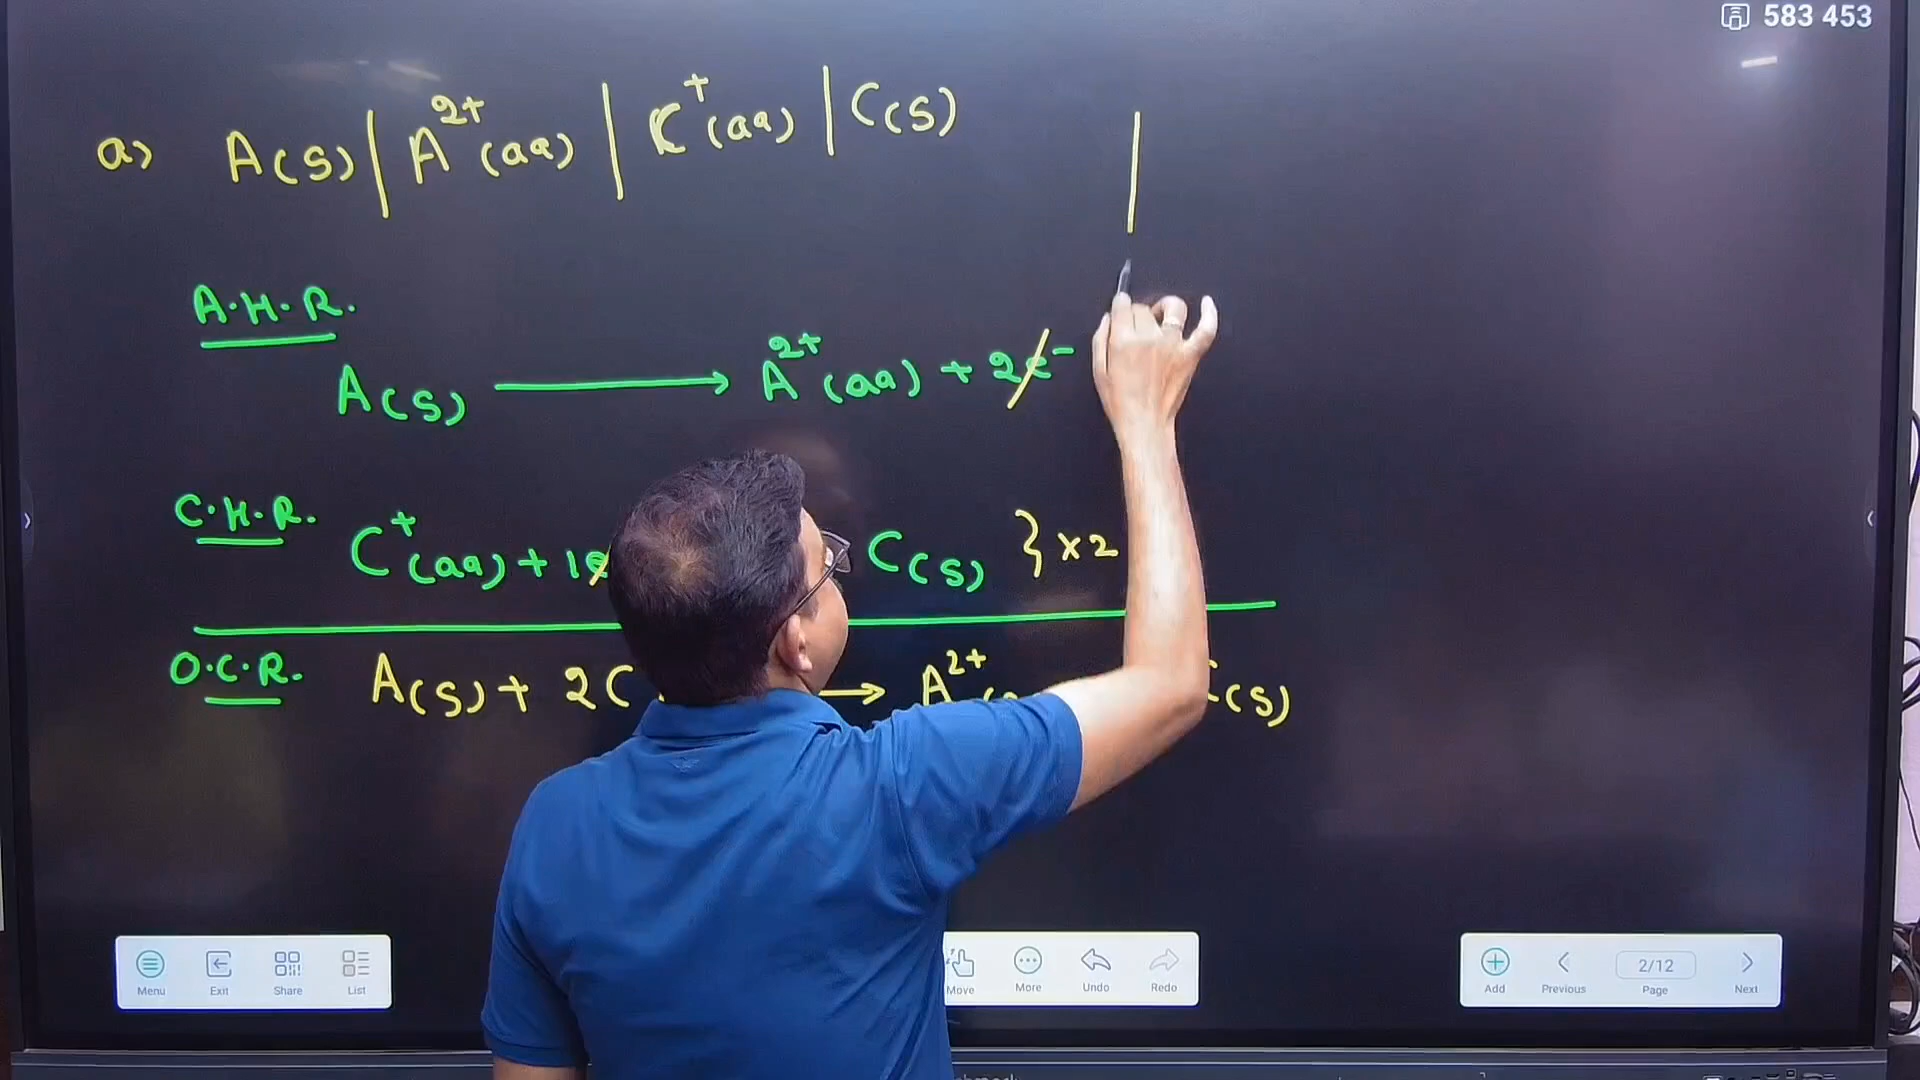 583 453
a) A(s) | A²⁺(aq) | C⁺(aq) | C(s) |
A.H.R.
A(s) ⟶ A²⁺(aq) + 2e⁻
C.H.R. C⁺(aq) + 1e C(s) } x 2
O.C.R. A(s) + 2C → A²⁺ (s)
Menu Exit Share List Move More Undo Redo Add Previous 2/12 Page Next